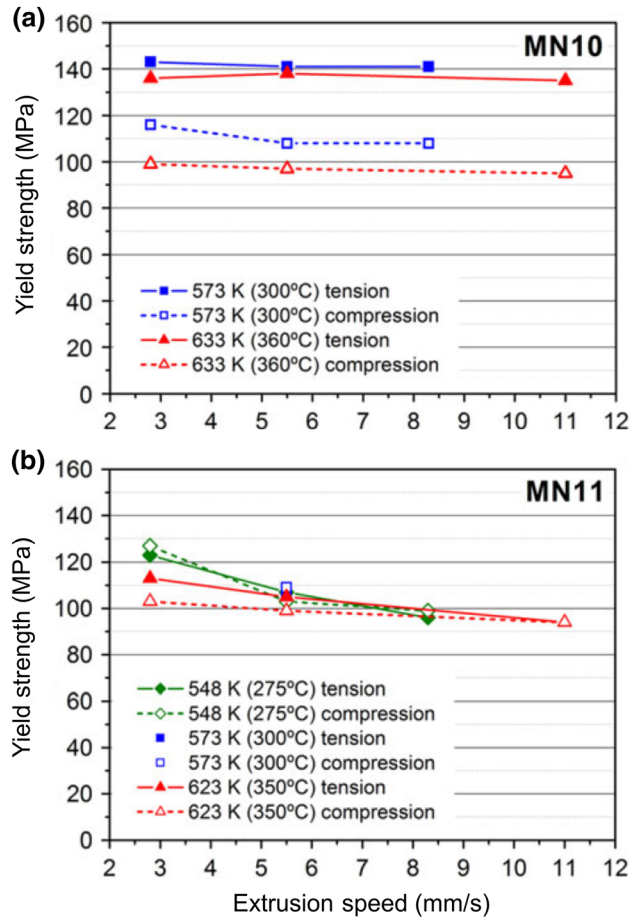 (a)
MN10
Yield strength (MPa)
160
140
120
100
80
60
40
20
0
573 K (300ºC) tension
573 K (300ºC) compression
633 K (360ºC) tension
633 K (360ºC) compression
2 3 4 5 6 7 8 9 10 11 12
(b)
MN11
Yield strength (MPa)
160
140
120
100
80
60
40
20
0
548 K (275ºC) tension
548 K (275ºC) compression
573 K (300ºC) tension
573 K (300ºC) compression
623 K (350ºC) tension
623 K (350ºC) compression
2 3 4 5 6 7 8 9 10 11 12
Extrusion speed (mm/s)